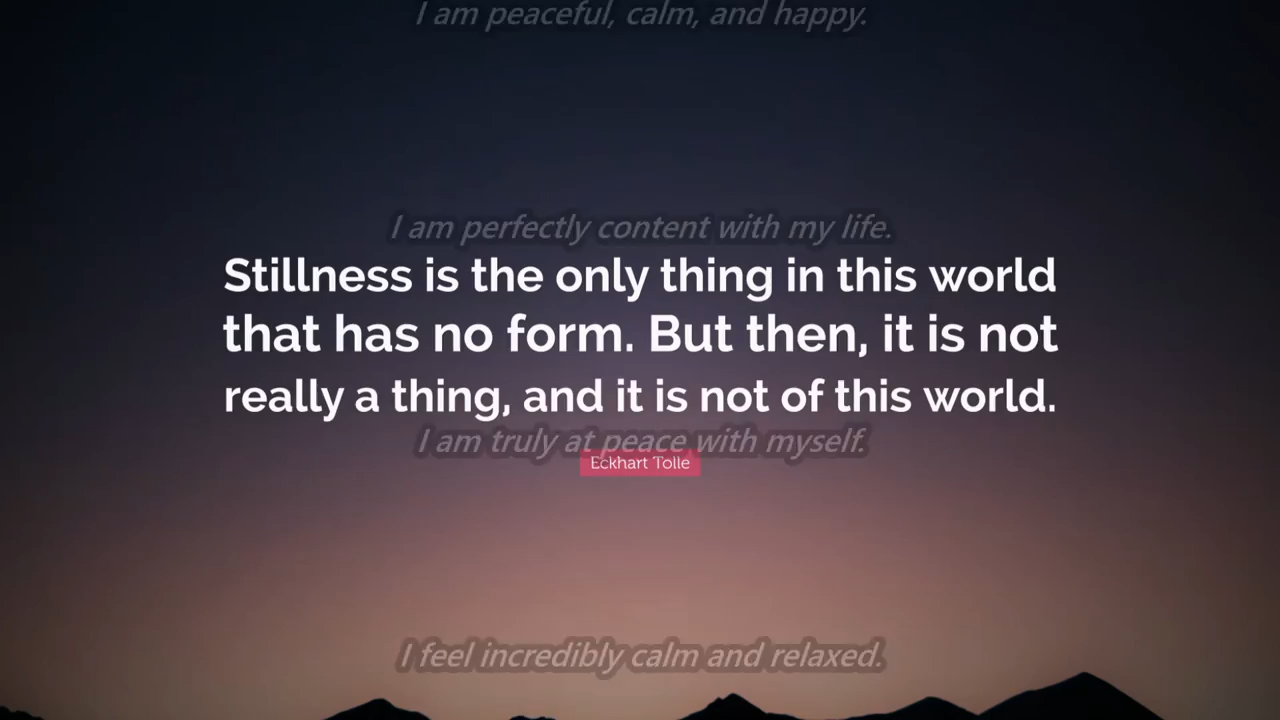 I am peaceful, calm, and happy.
I am perfectly content with my life.
Stillness is the only thing in this world
that has no form. But then, it is not
really a thing, and it is not of this world.
I am truly at peace with myself.
Eckhart Tolle
I feel incredibly calm and relaxed.